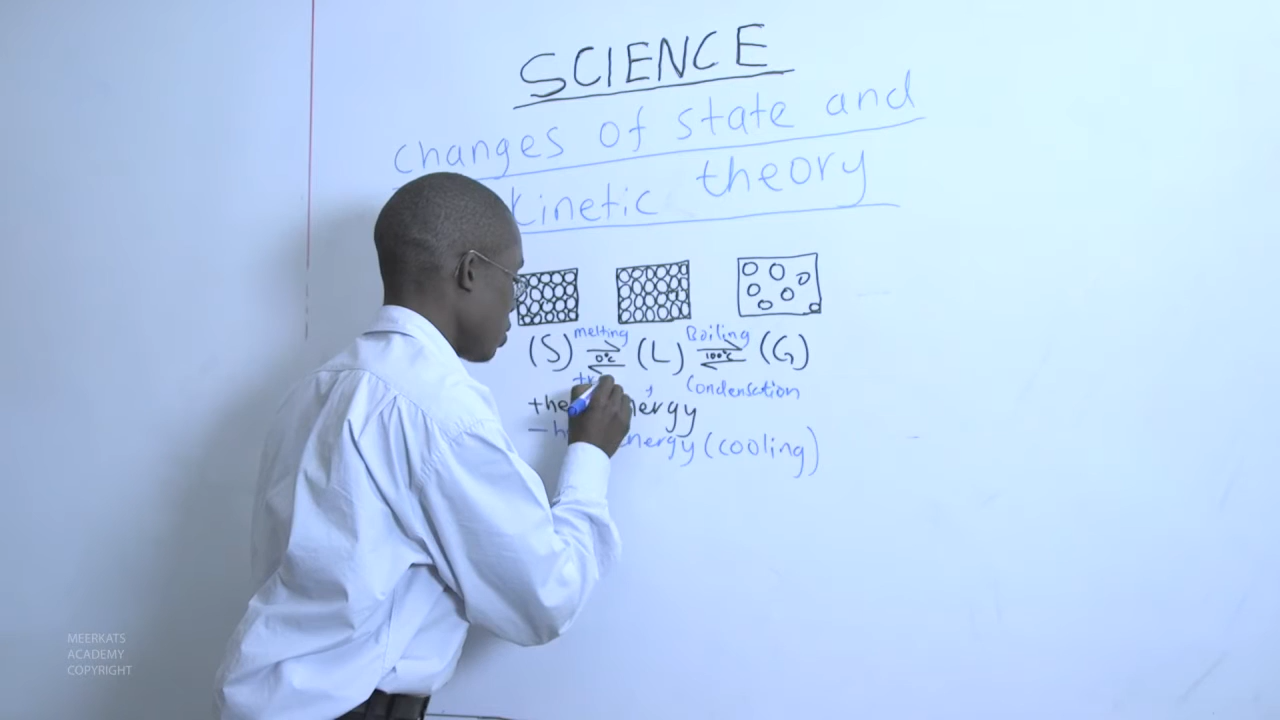 SCIENCE
changes of state and
kinetic theory
melting Boiling
(S) 0°C (L) 100°C (G)
Condensation
energy
energy (cooling)
MEERKATS
ACADEMY
COPYRIGHT